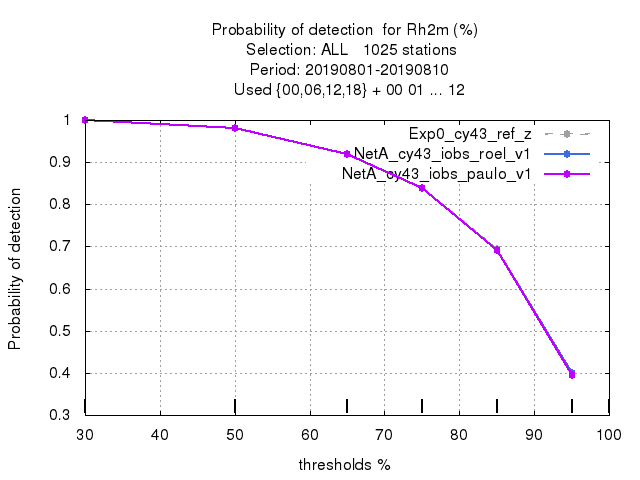 Probability of detection  for Rh2m (%)
Selection: ALL   1025 stations
Period: 20190801-20190810
Used {00,06,12,18} + 00 01 ... 12
Exp0_cy43_ref_z
NetA_cy43_iobs_roel_v1
NetA_cy43_iobs_paulo_v1
Probability of detection
1
0.9
0.8
0.7
0.6
0.5
0.4
0.3
30 40 50 60 70 80 90 100
thresholds %